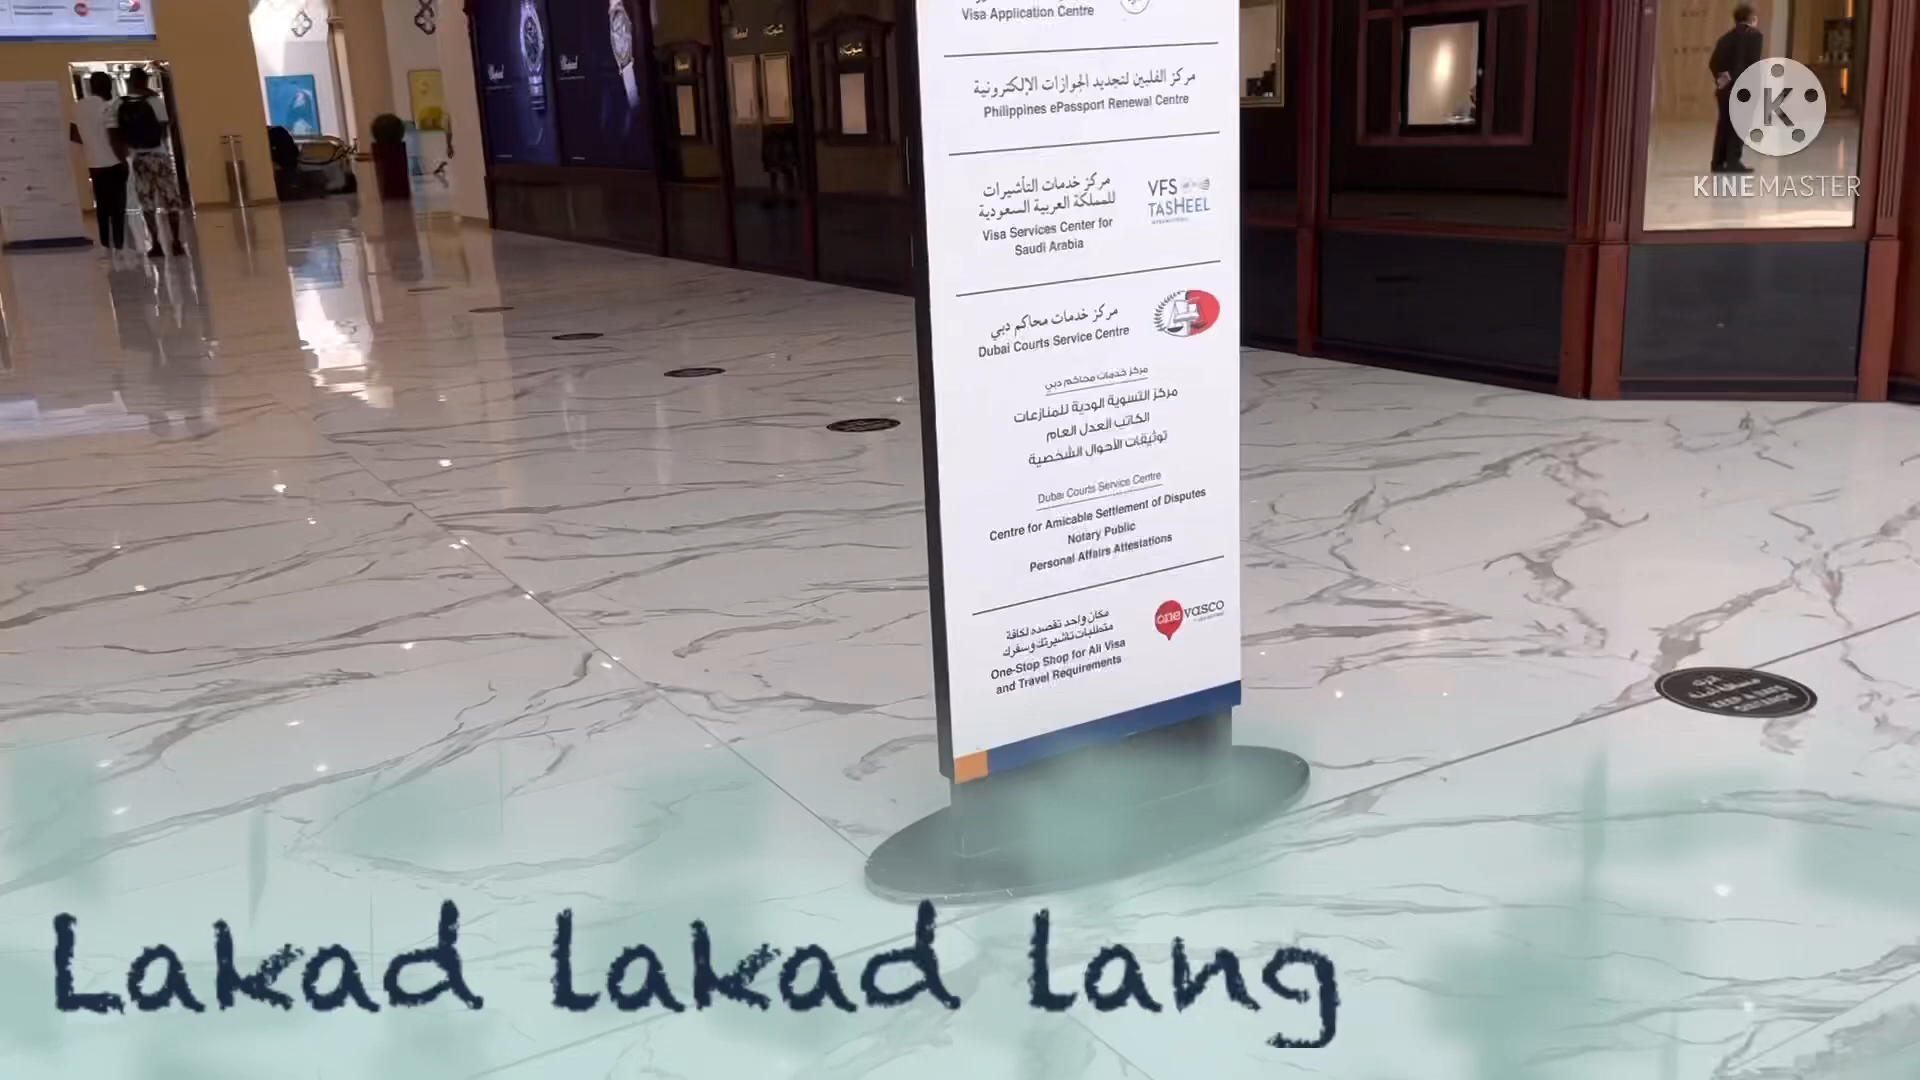 Visa Application Centre
مركز الفلبين لتجديد الجوازات الإلكترونية
Philippines ePassport Renewal Centre
مركز خدمات التأشيرات
للمملكة العربية السعودية
Visa Services Center for
Saudi Arabia
VFS
TASHEEL
مركز خدمات محاكم دبي
Dubai Courts Service Centre
مركز خدمات محاكم دبي
مركز التسوية الودية للمنازعات
الكاتب العدل العام
توثيقات الأحوال الشخصية
Dubai Courts Service Centre
Centre for Amicable Settlement of Disputes
Notary Public
Personal Affairs Attestations
مكان واحد تقصده لكافة
متطلبات تأشيرتك وسفرك
One-Stop Shop for All Visa
and Travel Requirements
one vasco
Chopard
Chopard
K
KINEMASTER
Lakad lakad lang